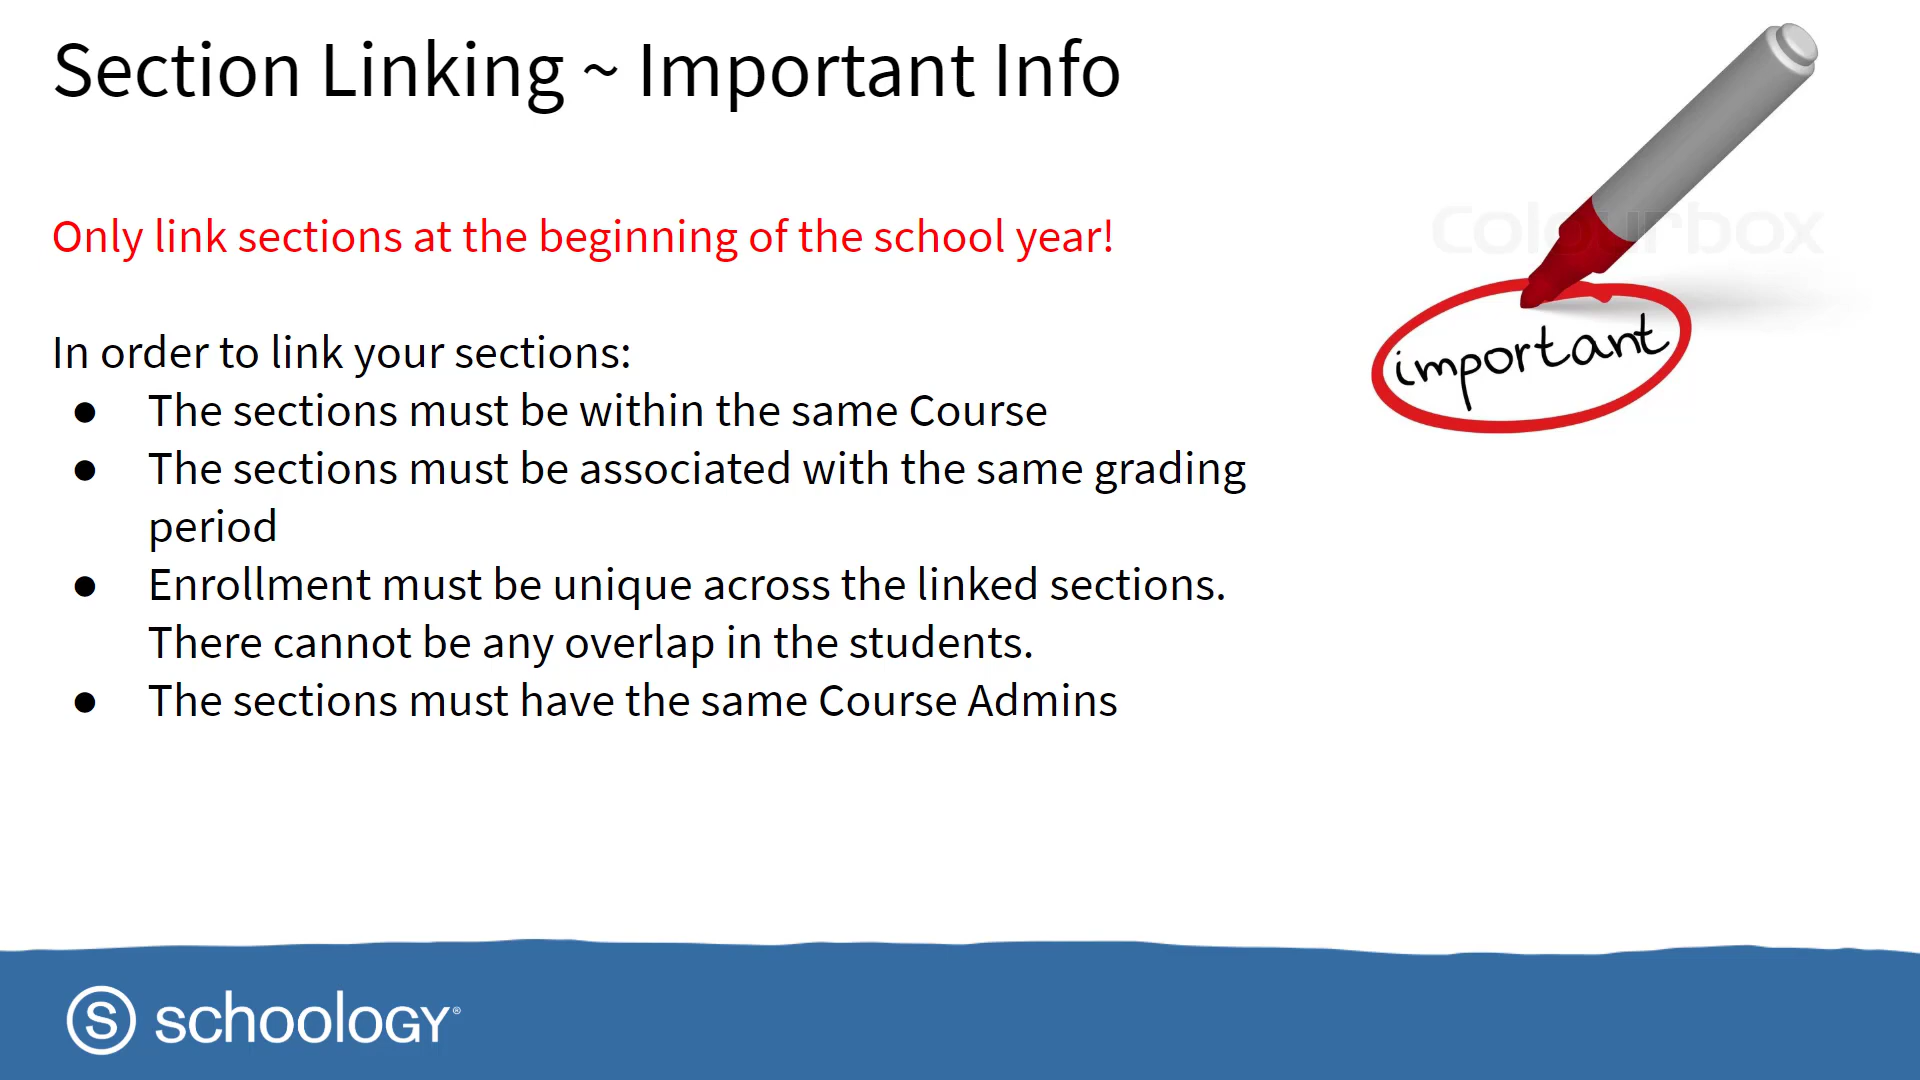 Section Linking ~ Important Info
Only link sections at the beginning of the school year!
In order to link your sections:
● The sections must be within the same Course
● The sections must be associated with the same grading
period
● Enrollment must be unique across the linked sections.
There cannot be any overlap in the students.
● The sections must have the same Course Admins
colourbox
important
S schoology®